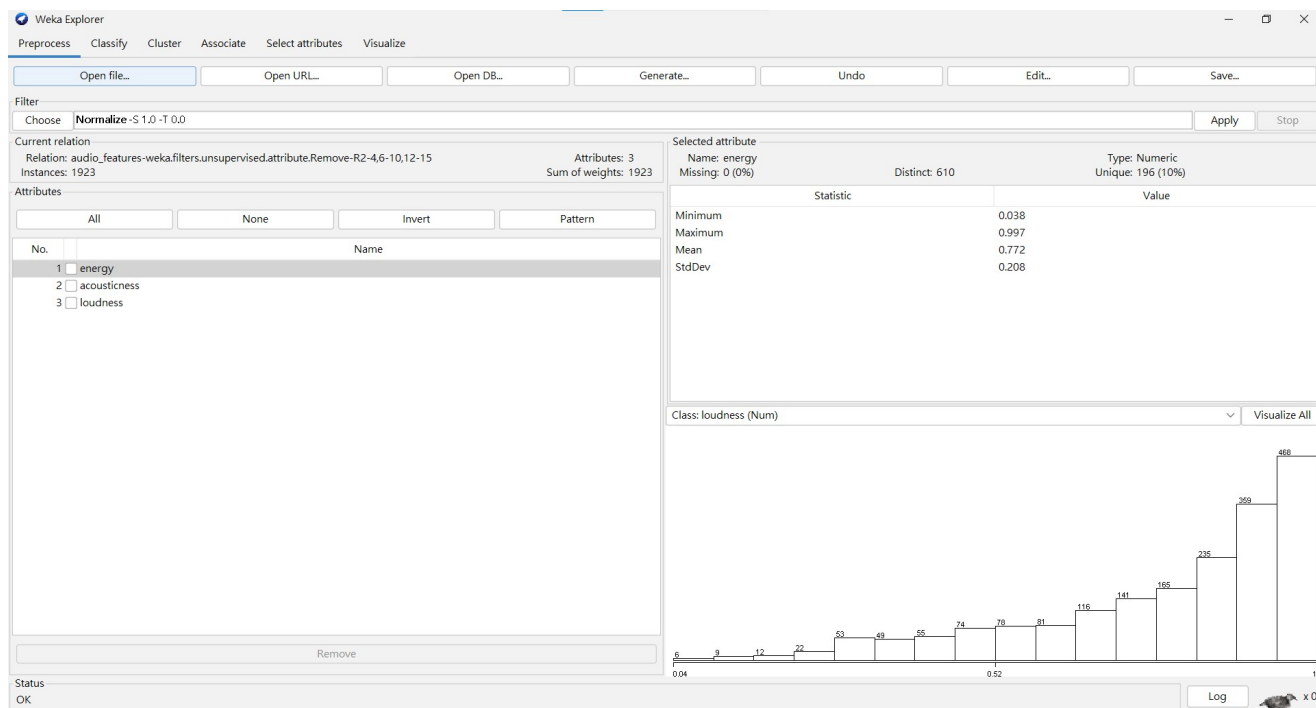 Weka Explorer
Preprocess Classify Cluster Associate Select attributes Visualize
Open file... Open URL... Open DB... Generate... Undo Edit... Save...
Filter
Choose Normalize -S 1.0 -T 0.0 Apply Stop
Current relation
Relation: audio_features-weka.filters.unsupervised.attribute.Remove-R2-4,6-10,12-15 Attributes: 3
Instances: 1923 Sum of weights: 1923
Attributes
All None Invert Pattern
No. Name
1 energy
2 acousticness
3 loudness
Remove
Selected attribute
Name: energy Type: Numeric
Missing: 0 (0%) Distinct: 610 Unique: 196 (10%)
Statistic Value
Minimum 0.038
Maximum 0.997
Mean 0.772
StdDev 0.208
Class: loudness (Num) Visualize All
6 9 12 22 53 49 55 74 78 81 116 141 165 235 359 468
0.04 0.52 1
Status
OK
Log x 0